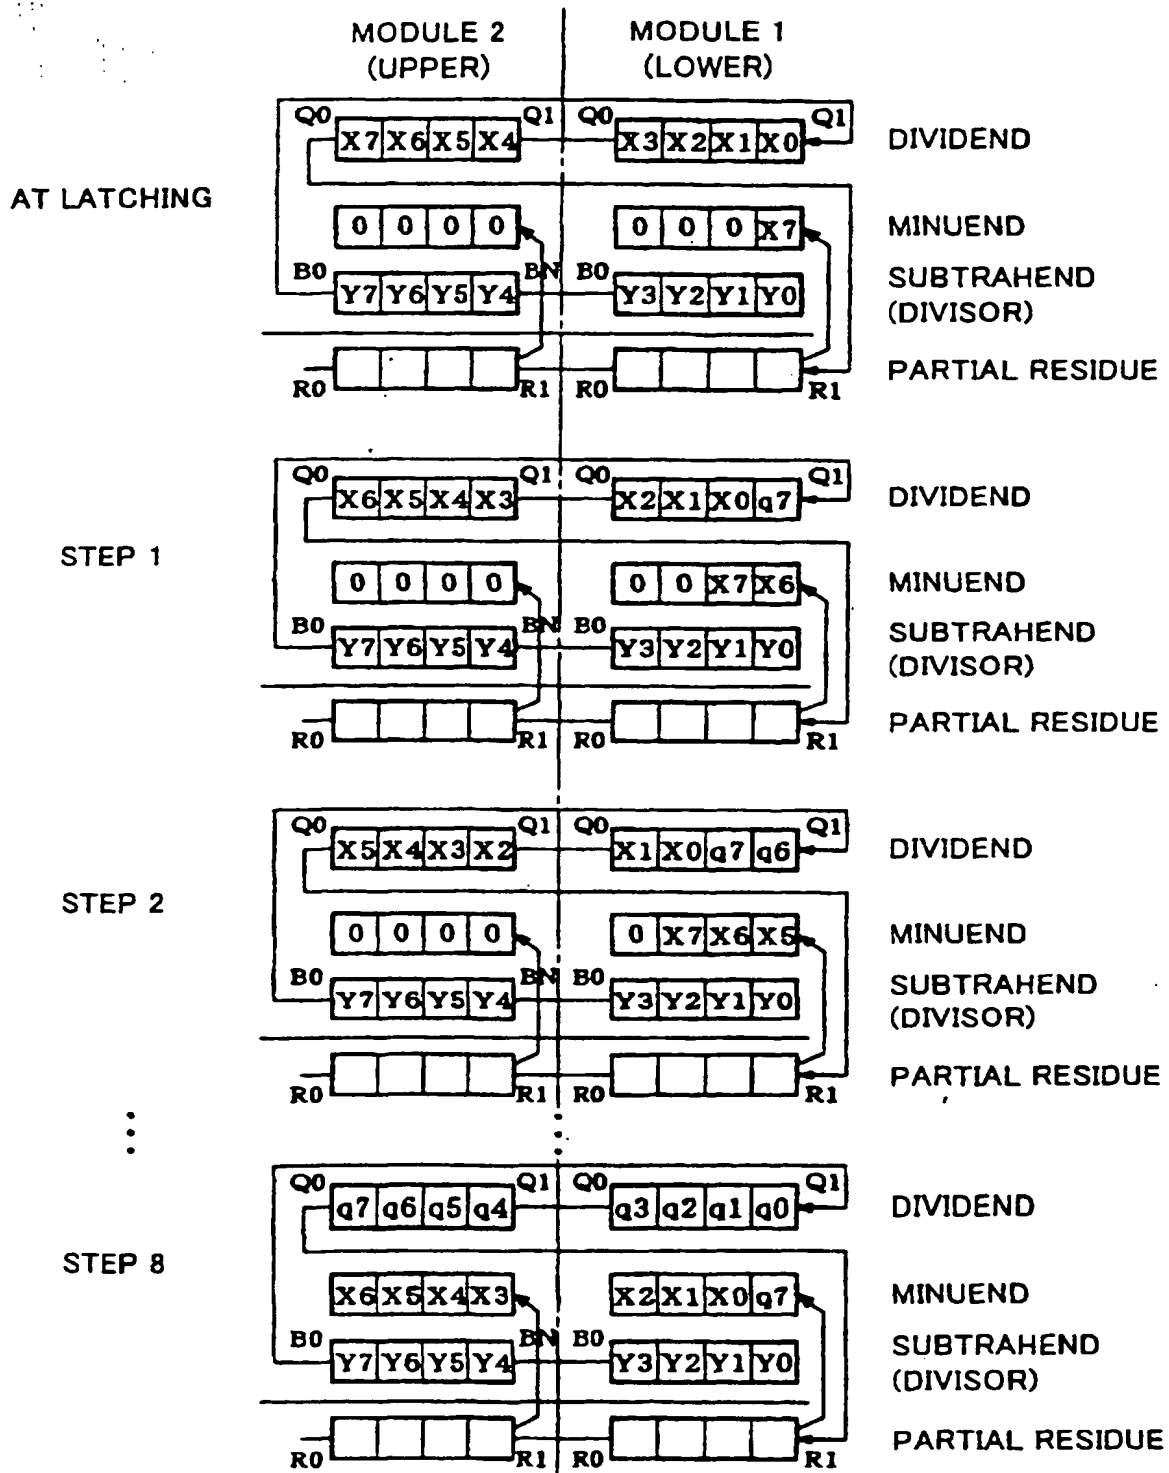 MODULE 2 MODULE 1
(UPPER) (LOWER)
Q0 Q1 Q0 Q1
X7 X6 X5 X4 X3 X2 X1 X0 DIVIDEND
AT LATCHING
0 0 0 0 0 0 0 X7 MINUEND
B0 BN B0 SUBTRAHEND
Y7 Y6 Y5 Y4 Y3 Y2 Y1 Y0 (DIVISOR)
PARTIAL RESIDUE
R0 R1 R0 R1
Q0 Q1 Q0 Q1
X6 X5 X4 X3 X2 X1 X0 q7 DIVIDEND
STEP 1
0 0 0 0 0 0 X7 X6 MINUEND
B0 BN B0 SUBTRAHEND
Y7 Y6 Y5 Y4 Y3 Y2 Y1 Y0 (DIVISOR)
PARTIAL RESIDUE
R0 R1 R0 R1
Q0 Q1 Q0 Q1
X5 X4 X3 X2 X1 X0 q7 q6 DIVIDEND
STEP 2
0 0 0 0 0 X7 X6 X5 MINUEND
B0 BN B0 SUBTRAHEND
Y7 Y6 Y5 Y4 Y3 Y2 Y1 Y0 (DIVISOR)
PARTIAL RESIDUE
R0 R1 R0 R1
Q0 Q1 Q0 Q1
q7 q6 q5 q4 q3 q2 q1 q0 DIVIDEND
STEP 8
X6 X5 X4 X3 X2 X1 X0 q7 MINUEND
B0 BN B0 SUBTRAHEND
Y7 Y6 Y5 Y4 Y3 Y2 Y1 Y0 (DIVISOR)
PARTIAL RESIDUE
R0 R1 R0 R1